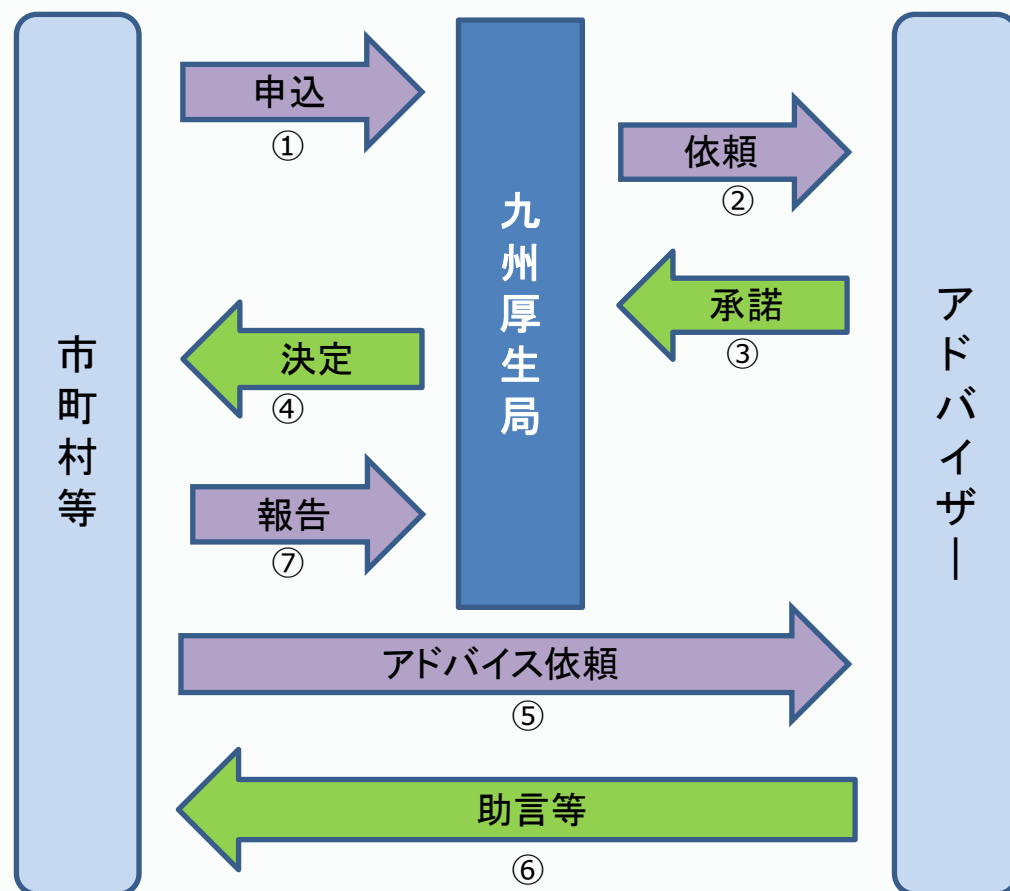 市町村等
申込
①
九州厚生局
依頼
②
承諾
③
決定
④
報告
⑦
アドバイス依頼
⑤
助言等
⑥
アドバイザー